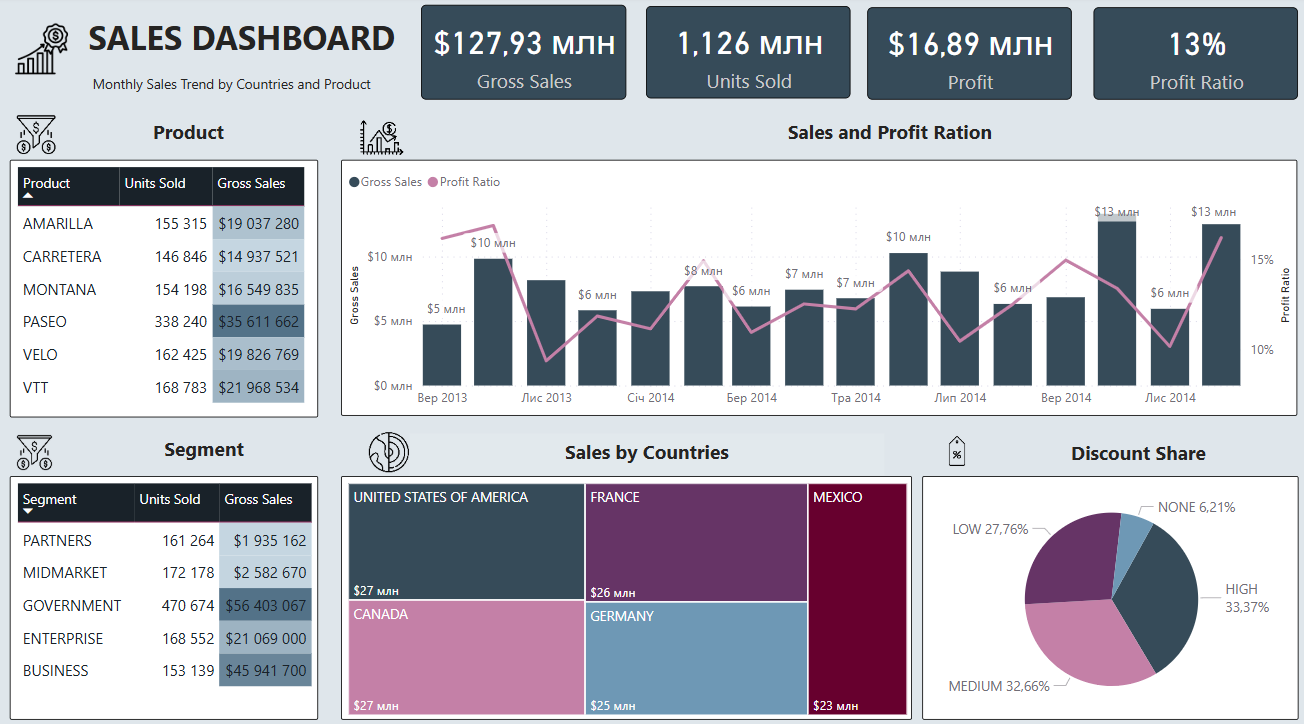 SALES DASHBOARD
Monthly Sales Trend by Countries and Product
$127,93 млн
Gross Sales
1,126 млн
Units Sold
$16,89 млн
Profit
13%
Profit Ratio
Product
Product Units Sold Gross Sales
AMARILLA 155 315 $19 037 280
CARRETERA 146 846 $14 937 521
MONTANA 154 198 $16 549 835
PASEO 338 240 $35 611 662
VELO 162 425 $19 826 769
VTT 168 783 $21 968 534
Sales and Profit Ration
Gross Sales Profit Ratio
Gross Sales
$10 млн
$5 млн
$0 млн
$5 млн
$10 млн
$6 млн
$8 млн
$6 млн
$7 млн
$7 млн
$10 млн
$6 млн
$13 млн
$6 млн
$13 млн
15%
10%
Profit Ratio
Вер 2013 Лис 2013 Січ 2014 Бер 2014 Тра 2014 Лип 2014 Вер 2014 Лис 2014
Segment
Segment Units Sold Gross Sales
PARTNERS 161 264 $1 935 162
MIDMARKET 172 178 $2 582 670
GOVERNMENT 470 674 $56 403 067
ENTERPRISE 168 552 $21 069 000
BUSINESS 153 139 $45 941 700
Sales by Countries
UNITED STATES OF AMERICA
$27 млн
CANADA
$27 млн
FRANCE
$26 млн
GERMANY
$25 млн
MEXICO
$23 млн
%
Discount Share
NONE 6,21%
LOW 27,76%
HIGH
33,37%
MEDIUM 32,66%